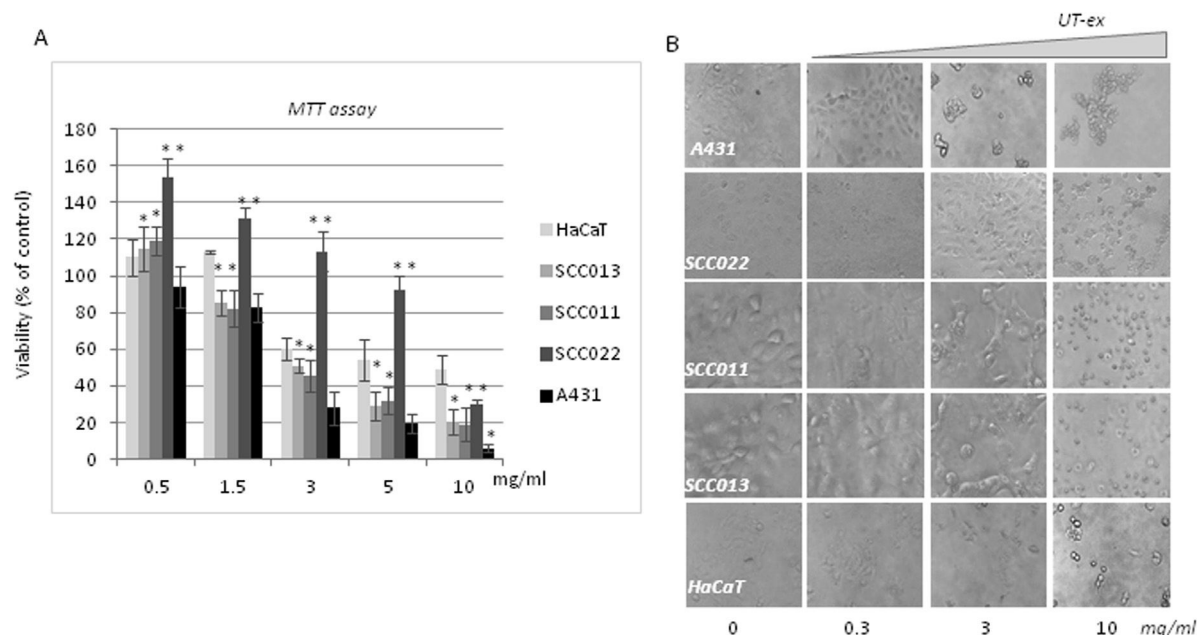 A
MTT assay
Viability (% of control)
180
160
140
120
100
80
60
40
20
0
* *
* *
* *
* *
* *
* *
* *
* *
* *
* *
*
0.5 1.5 3 5 10 mg/ml
HaCaT
SCC013
SCC011
SCC022
A431
B
UT-ex
A431
SCC022
SCC011
SCC013
HaCaT
0 0.3 3 10 mg/ml